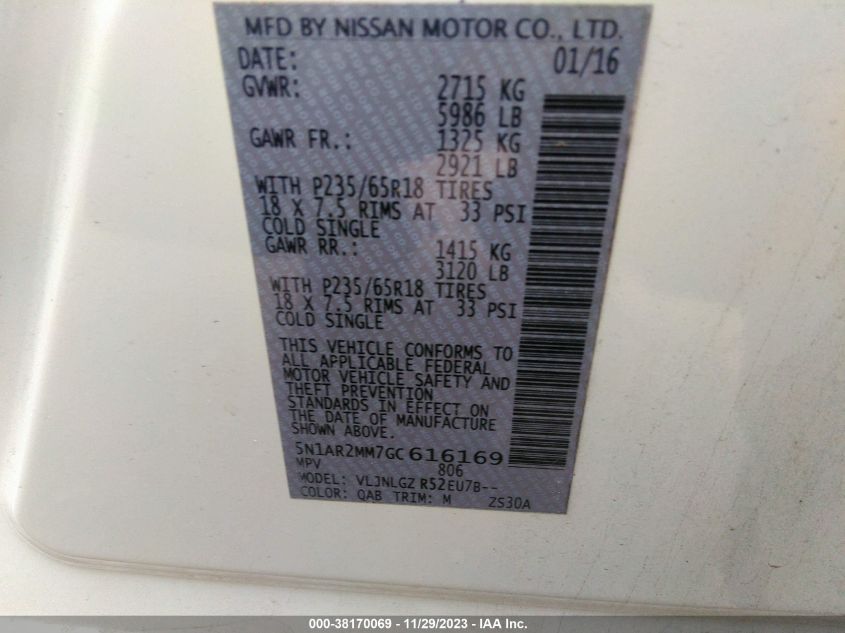 MFD BY NISSAN MOTOR CO., LTD.
DATE: 01/16
GVWR: 2715 KG
5986 LB
GAWR FR.: 1325 KG
2921 LB
WITH P235/65R18 TIRES
18 X 7.5 RIMS AT 33 PSI
COLD SINGLE
GAWR RR.: 1415 KG
3120 LB
WITH P235/65R18 TIRES
18 X 7.5 RIMS AT 33 PSI
COLD SINGLE
THIS VEHICLE CONFORMS TO
ALL APPLICABLE FEDERAL
MOTOR VEHICLE SAFETY AND
THEFT PREVENTION
STANDARDS IN EFFECT ON
THE DATE OF MANUFACTURE
SHOWN ABOVE.
5N1AR2MM7GC616169
MPV 806
MODEL: VLJNLGZ R52EU7B--
COLOR: QAB TRIM: M ZS30A
000-38170069 - 11/29/2023 - IAA Inc.